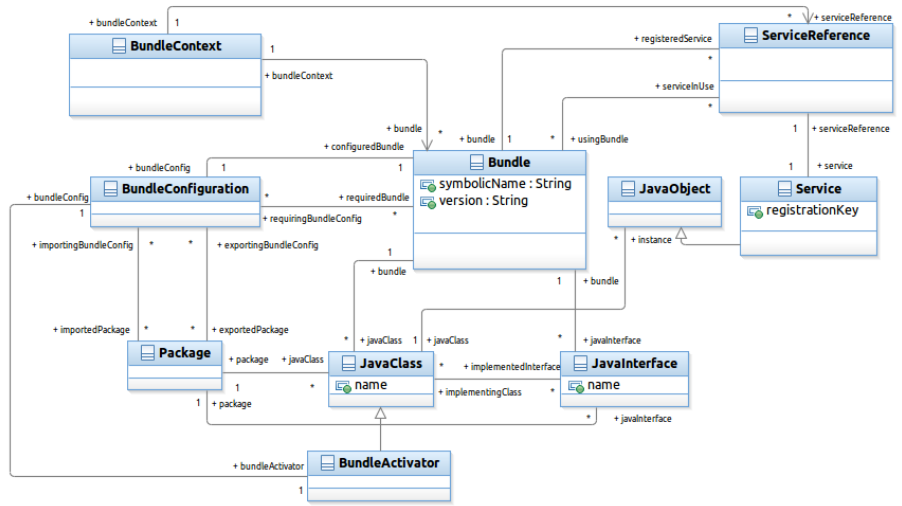 + bundleContext 1
* + serviceReference
BundleContext
1
+ bundleContext
+ registeredService
*
ServiceReference
+ serviceInUse
*
+ bundle *
+ bundle 1
* + usingBundle
1 + serviceReference
+ configuredBundle
1
+ bundleConfig 1
1 + service
Bundle
symbolicName : String
version : String
JavaObject
Service
registrationKey
+ bundleConfig
1
BundleConfiguration
* + requiredBundle
+ requiringBundleConfig *
* + instance
+ importingBundleConfig *
* + exportingBundleConfig
1
+ bundle
1 + bundle
+ importedPackage *
* + exportedPackage
* + javaClass
1 + javaClass
* + javaInterface
Package
+ package + javaClass
1 *
JavaClass
name
* + implementedInterface
+ implementingClass *
JavaInterface
name
1 + package
* + javaInterface
+ bundleActivator
1
BundleActivator